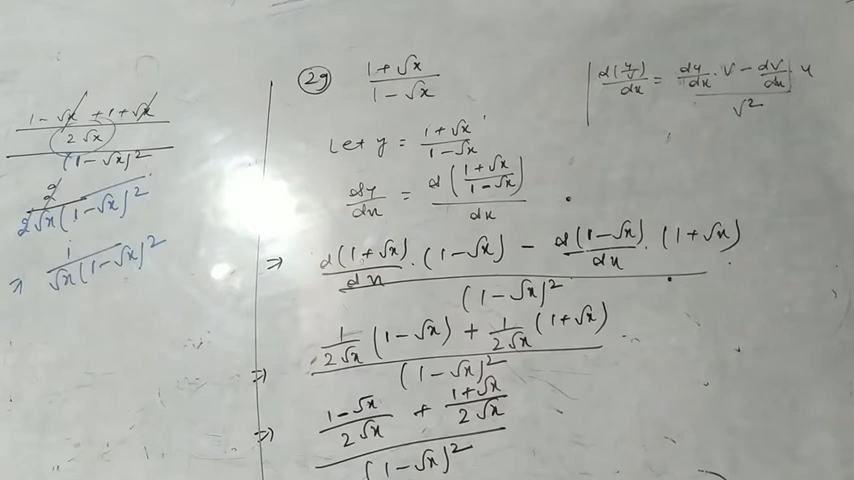 (29) (1+√x)/(1-√x)
Let y = (1+√x)/(1-√x)
dy/dx = d((1+√x)/(1-√x))/dx
⇒ (d(1+√x)/dx . (1-√x) - d(1-√x)/dx . (1+√x))/(1-√x)²
⇒ (1/(2√x) (1-√x) + 1/(2√x) (1+√x))/(1-√x)²
⇒ ((1-√x)/(2√x) + (1+√x)/(2√x))/(1-√x)²
d(u/v)/dx = (du/dx . v - dv/dx . u)/v²
((1-√x+1+√x)/(2√x))/(1-√x)²
2/(2√x(1-√x)²)
⇒ 1/(√x(1-√x)²)